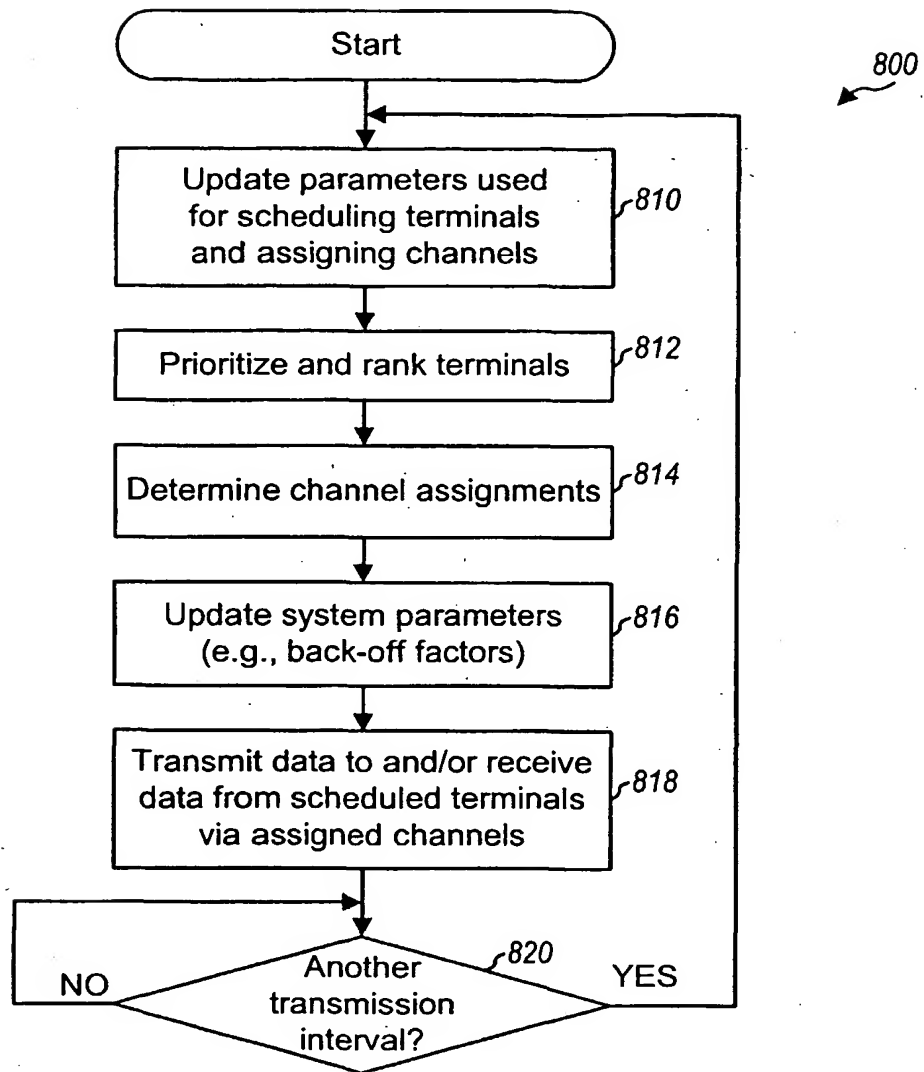 Start
800
Update parameters used
for scheduling terminals
and assigning channels
810
Prioritize and rank terminals
812
Determine channel assignments
814
Update system parameters
(e.g., back-off factors)
816
Transmit data to and/or receive
data from scheduled terminals
via assigned channels
818
820
Another
transmission
interval?
NO
YES